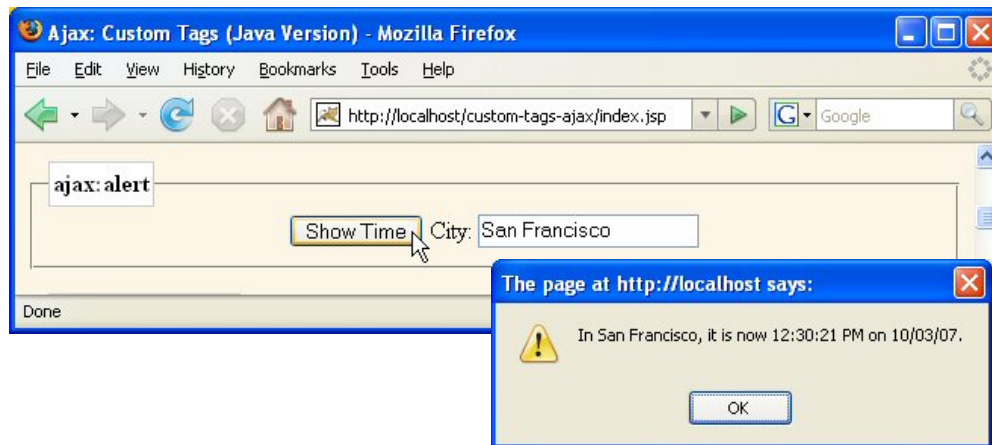 Ajax: Custom Tags (Java Version) - Mozilla Firefox
File Edit View History Bookmarks Tools Help
http://localhost/custom-tags-ajax/index.jsp G Google
ajax:alert
Show Time City: San Francisco
Done
The page at http://localhost says:
In San Francisco, it is now 12:30:21 PM on 10/03/07.
OK